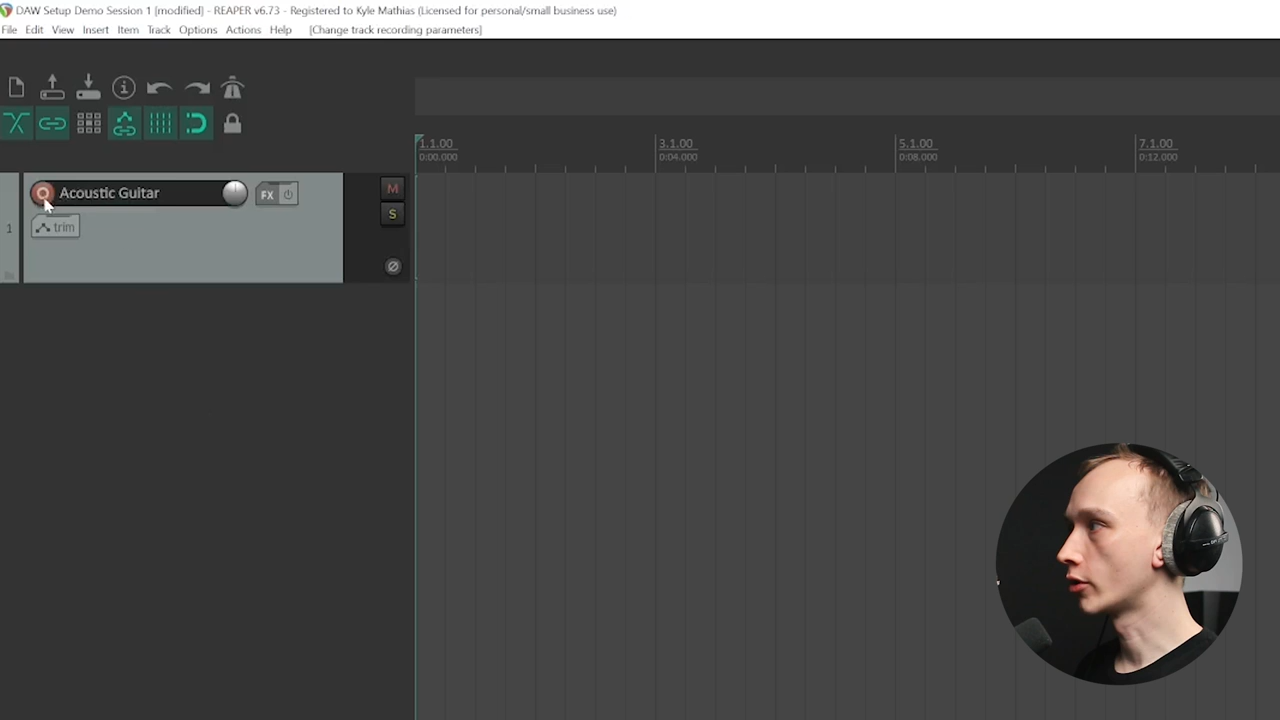 DAW Setup Demo Session 1 [modified] - REAPER v6.73 - Registered to Kyle Mathias (Licensed for personal/small business use)
File Edit View Insert Item Track Options Actions Help [Change track recording parameters]
1.1.00 3.1.00 5.1.00 7.1.00
0:00.000 0:04.000 0:08.000 0:12.000
Acoustic Guitar FX M
S
1 trim